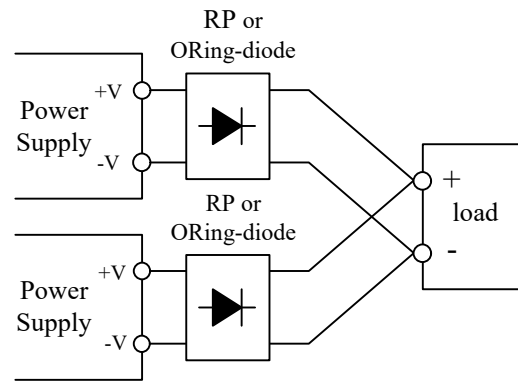 RP or
ORing-diode
+V
Power
Supply
-V
RP or
ORing-diode
+
load
-
+V
Power
Supply
-V